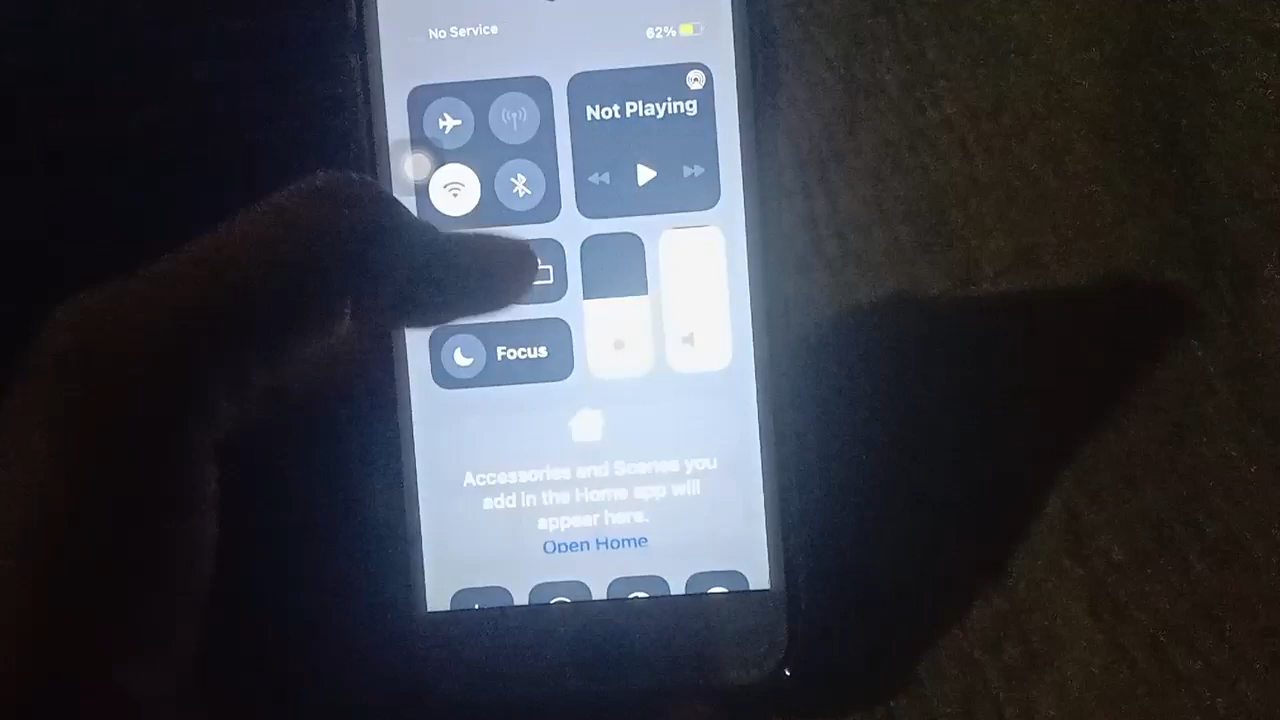 No Service
62%
Not Playing
Focus
Accessories and Scenes you
add in the Home app will
appear here.
Open Home